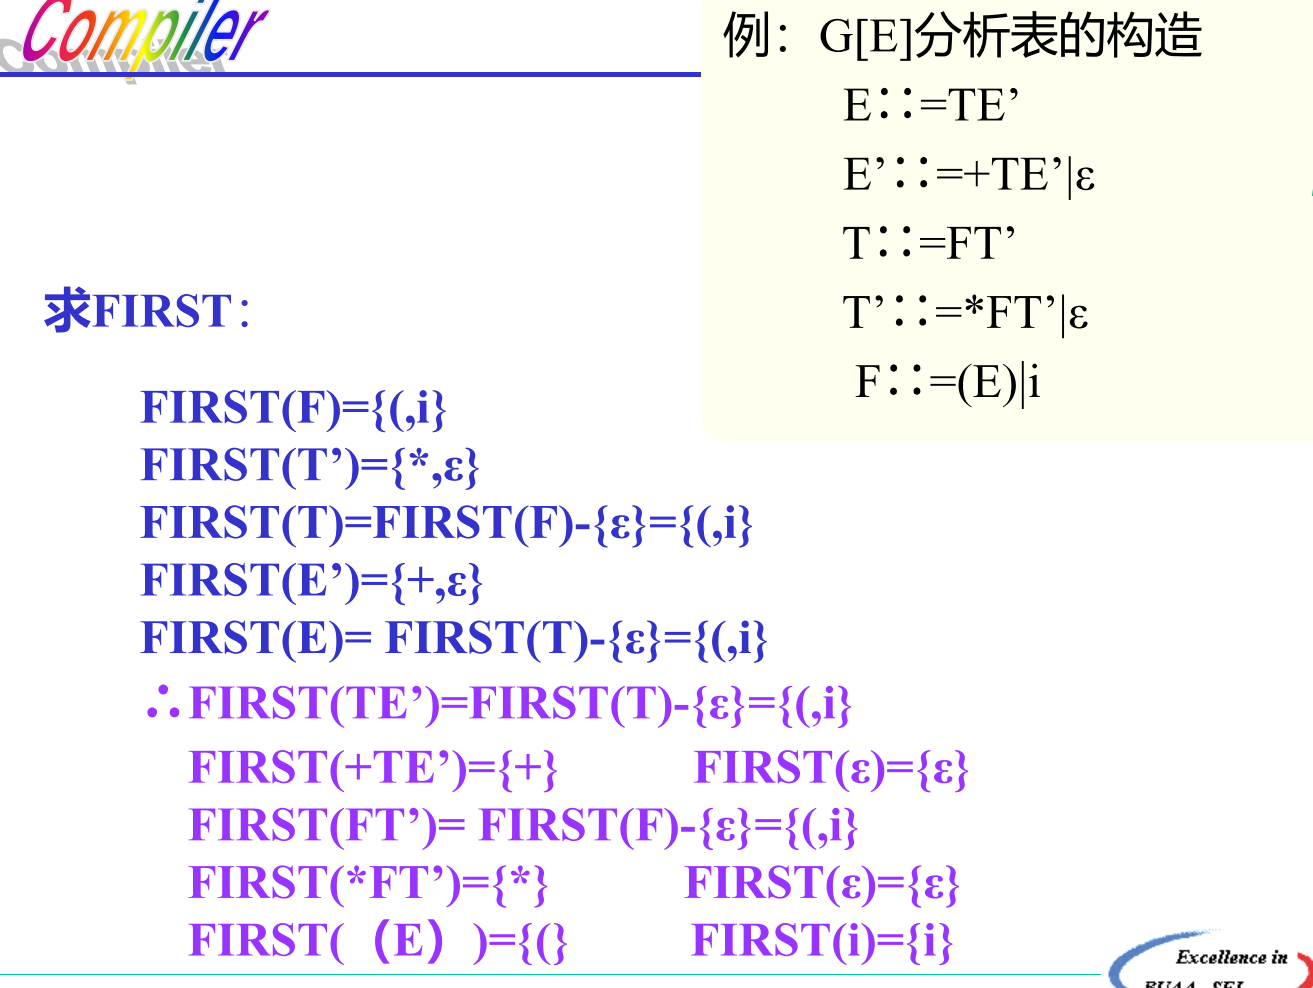 Compiler
例：G[E]分析表的构造
E∷=TE’
E’∷=+TE’|ε
T∷=FT’
T’∷=*FT’|ε
F∷=(E)|i
求FIRST：
FIRST(F)={(,i}
FIRST(T’)={*,ε}
FIRST(T)=FIRST(F)-{ε}={(,i}
FIRST(E’)={+,ε}
FIRST(E)= FIRST(T)-{ε}={(,i}
∴FIRST(TE’)=FIRST(T)-{ε}={(,i}
FIRST(+TE’)={+} FIRST(ε)={ε}
FIRST(FT’)= FIRST(F)-{ε}={(,i}
FIRST(*FT’)={*} FIRST(ε)={ε}
FIRST(（E）)={(} FIRST(i)={i}
Excellence in
BUAA SEI